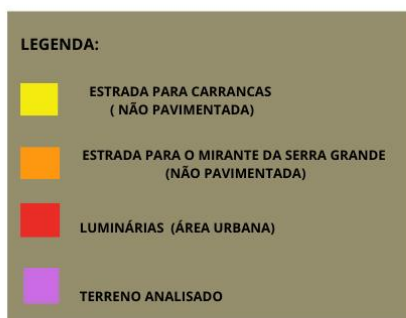 LEGENDA:
ESTRADA PARA CARRANCAS
( NÃO PAVIMENTADA)
ESTRADA PARA O MIRANTE DA SERRA GRANDE
(NÃO PAVIMENTADA)
LUMINÁRIAS (ÁREA URBANA)
TERRENO ANALISADO